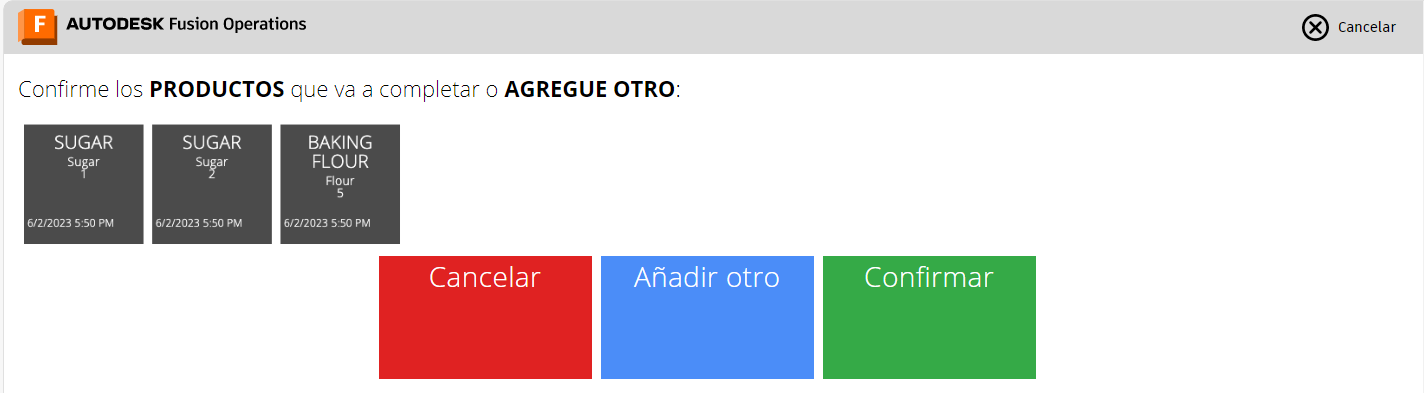 F AUTODESK Fusion Operations
Cancelar
Confirme los PRODUCTOS que va a completar o AGREGUE OTRO:
SUGAR
Sugar
1
6/2/2023 5:50 PM
SUGAR
Sugar
2
6/2/2023 5:50 PM
BAKING
FLOUR
Flour
5
6/2/2023 5:50 PM
Cancelar
Añadir otro
Confirmar